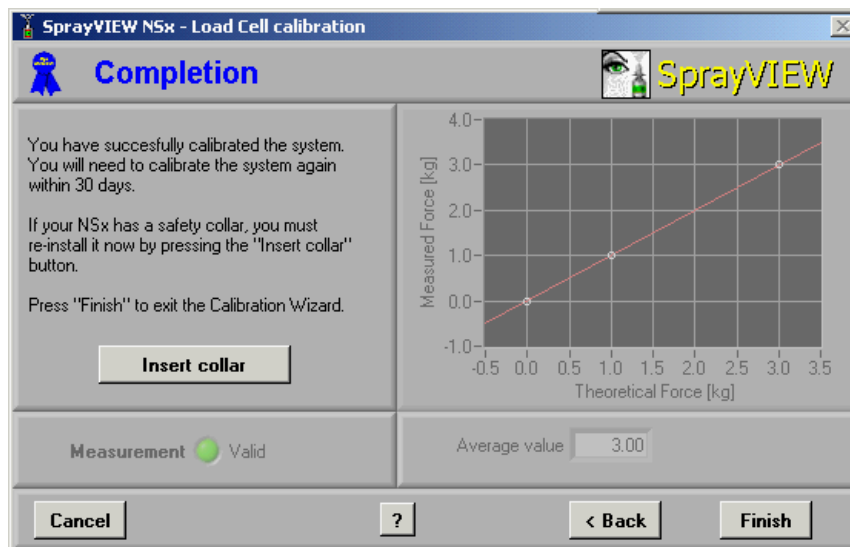 SprayVIEW NSx - Load Cell calibration
Completion
SprayVIEW
You have succesfully calibrated the system.
You will need to calibrate the system again
within 30 days.
If your NSx has a safety collar, you must
re-install it now by pressing the "Insert collar"
button.
Press "Finish" to exit the Calibration Wizard.
Insert collar
Measured Force [kg]
4.0
3.0
2.0
1.0
0.0
-1.0
-0.5 0.0 0.5 1.0 1.5 2.0 2.5 3.0 3.5
Theoretical Force [kg]
Measurement Valid
Average value 3.00
Cancel ? < Back Finish